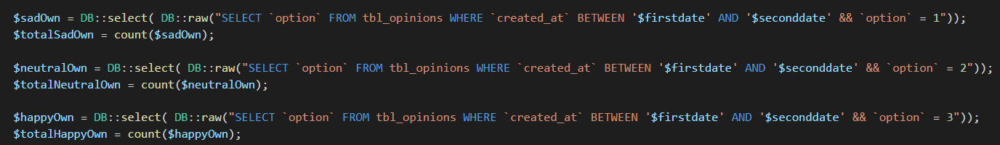 $sadOwn = DB::select( DB::raw("SELECT `option` FROM tbl_opinions WHERE `created_at` BETWEEN '$firstdate' AND '$seconddate' && `option` = 1"));
$totalSadOwn = count($sadOwn);
$neutralOwn = DB::select( DB::raw("SELECT `option` FROM tbl_opinions WHERE `created_at` BETWEEN '$firstdate' AND '$seconddate' && `option` = 2"));
$totalNeutralOwn = count($neutralOwn);
$happyOwn = DB::select( DB::raw("SELECT `option` FROM tbl_opinions WHERE `created_at` BETWEEN '$firstdate' AND '$seconddate' && `option` = 3"));
$totalHappyOwn = count($happyOwn);